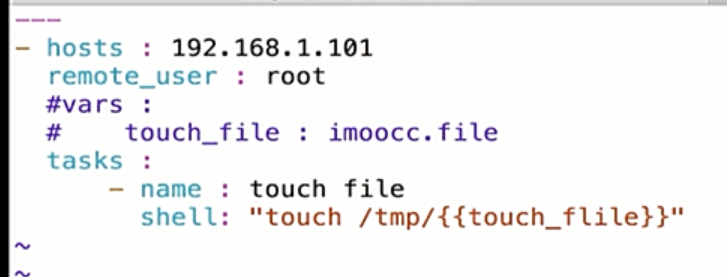 ---
- hosts : 192.168.1.101
  remote_user : root
  #vars :
  #    touch_file : imoocc.file
  tasks :
      - name : touch file
        shell: "touch /tmp/{{touch_flile}}"
~
~